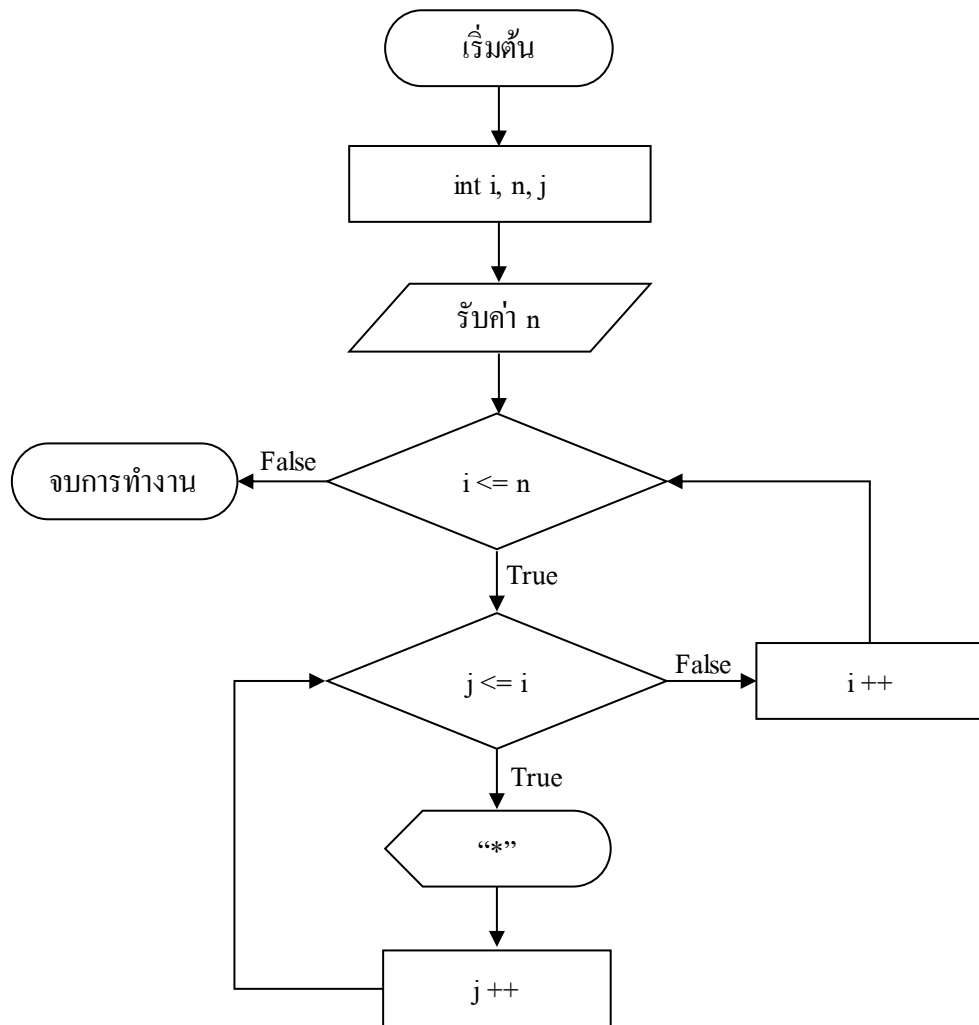 เริ่มต้น
int i, n, j
รับค่า n
i <= n
False
จบการทำงาน
True
j <= i
False
i ++
True
“*”
j ++